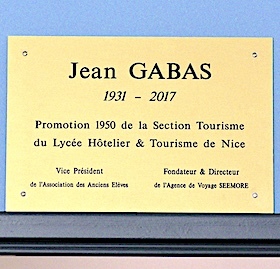 Jean GABAS
1931 - 2017
Promotion 1950 de la Section Tourisme
du Lycée Hôtelier & Tourisme de Nice
Vice Président
de l'Association des Anciens Elèves
Fondateur & Directeur
de l'Agence de Voyage SEEMORE